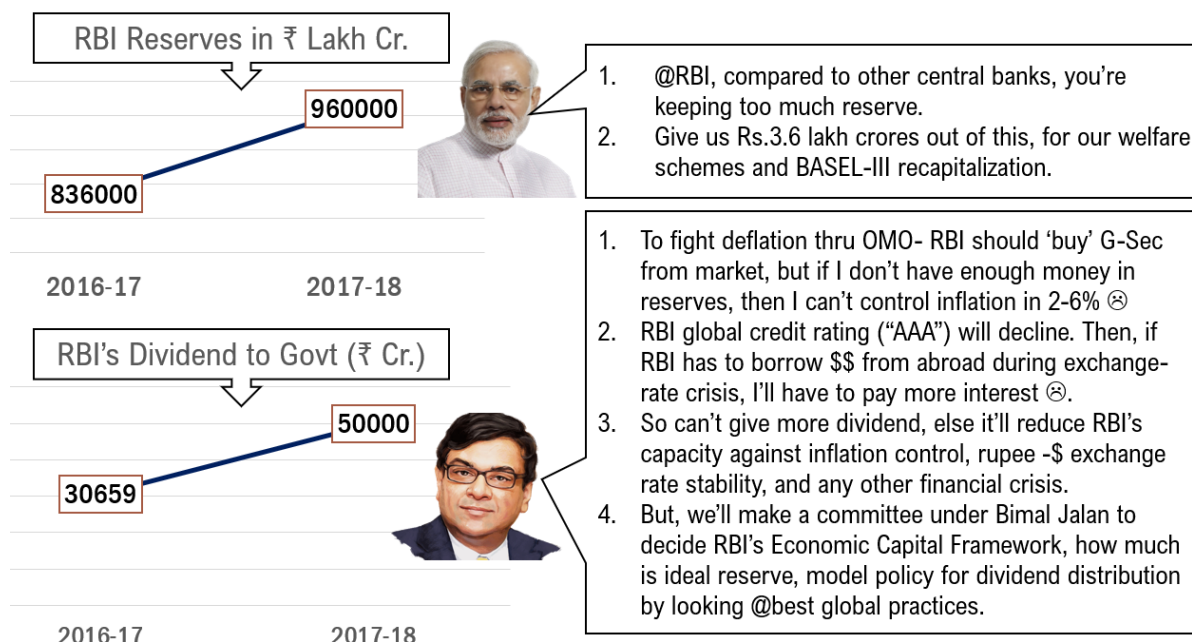 RBI Reserves in ₹ Lakh Cr.
960000
836000
2016-17 2017-18
1. @RBI, compared to other central banks, you’re
keeping too much reserve.
2. Give us Rs.3.6 lakh crores out of this, for our welfare
schemes and BASEL-III recapitalization.
RBI’s Dividend to Govt (₹ Cr.)
50000
30659
2016-17 2017-18
1. To fight deflation thru OMO- RBI should ‘buy’ G-Sec
from market, but if I don’t have enough money in
reserves, then I can’t control inflation in 2-6% ☹
2. RBI global credit rating (“AAA”) will decline. Then, if
RBI has to borrow $$ from abroad during exchange-
rate crisis, I’ll have to pay more interest ☹.
3. So can’t give more dividend, else it’ll reduce RBI’s
capacity against inflation control, rupee -$ exchange
rate stability, and any other financial crisis.
4. But, we’ll make a committee under Bimal Jalan to
decide RBI’s Economic Capital Framework, how much
is ideal reserve, model policy for dividend distribution
by looking @best global practices.